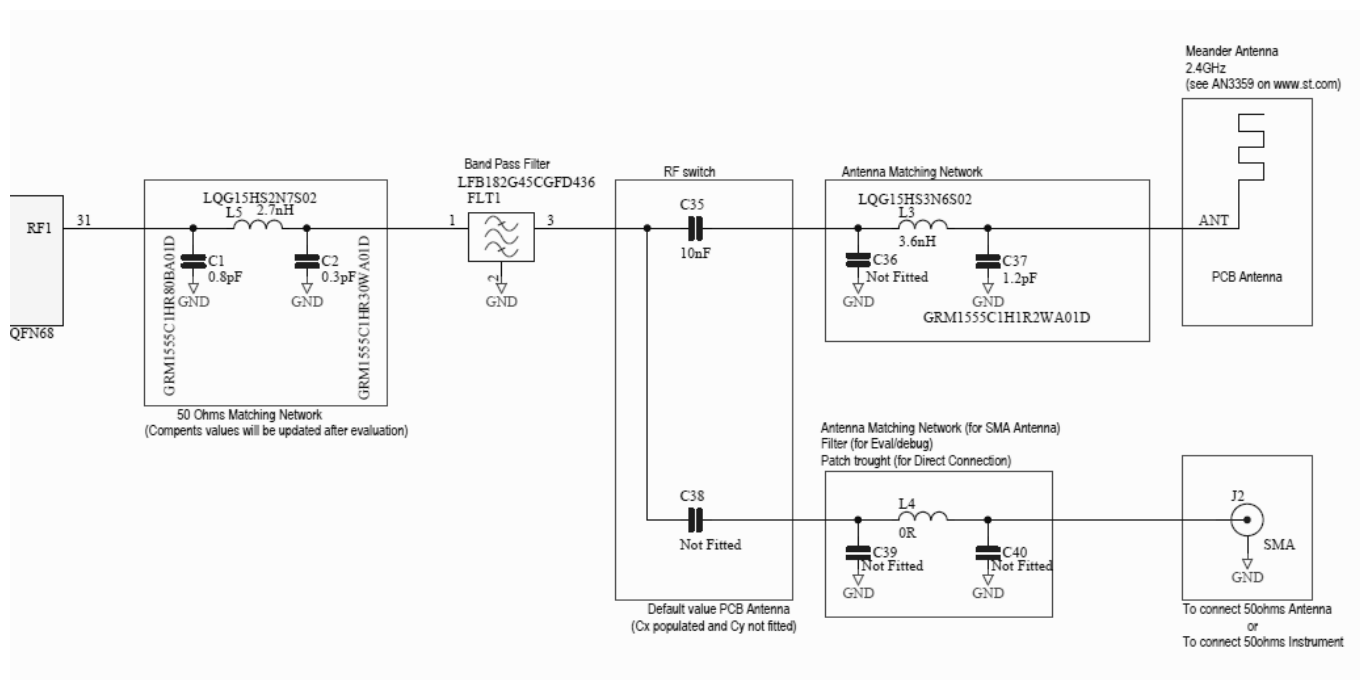 Meander Antenna
2.4GHz
(see AN3359 on www.st.com)
Band Pass Filter
LFB182G45CGFD436
FLT1
RF switch
Antenna Matching Network
LQG15HS2N7S02
L5 2.7nH
LQG15HS3N6S02
L3
3.6nH
C35
10nF
RF1
31
1
3
2
GND
ANT
C1
0.8pF
GND
C2
0.3pF
GND
GRM1555C1HR80BA01D
GRM1555C1HR30WA01D
C36
Not Fitted
GND
C37
1.2pF
GND
GRM1555C1H1R2WA01D
PCB Antenna
QFN68
50 Ohms Matching Network
(Compents values will be updated after evaluation)
Antenna Matching Network (for SMA Antenna)
Filter (for Eval/debug)
Patch trought (for Direct Connection)
C38
Not Fitted
L4
0R
C39
Not Fitted
GND
C40
Not Fitted
GND
J2
SMA
GND
Default value PCB Antenna
(Cx populated and Cy not fitted)
To connect 50ohms Antenna
or
To connect 50ohms Instrument